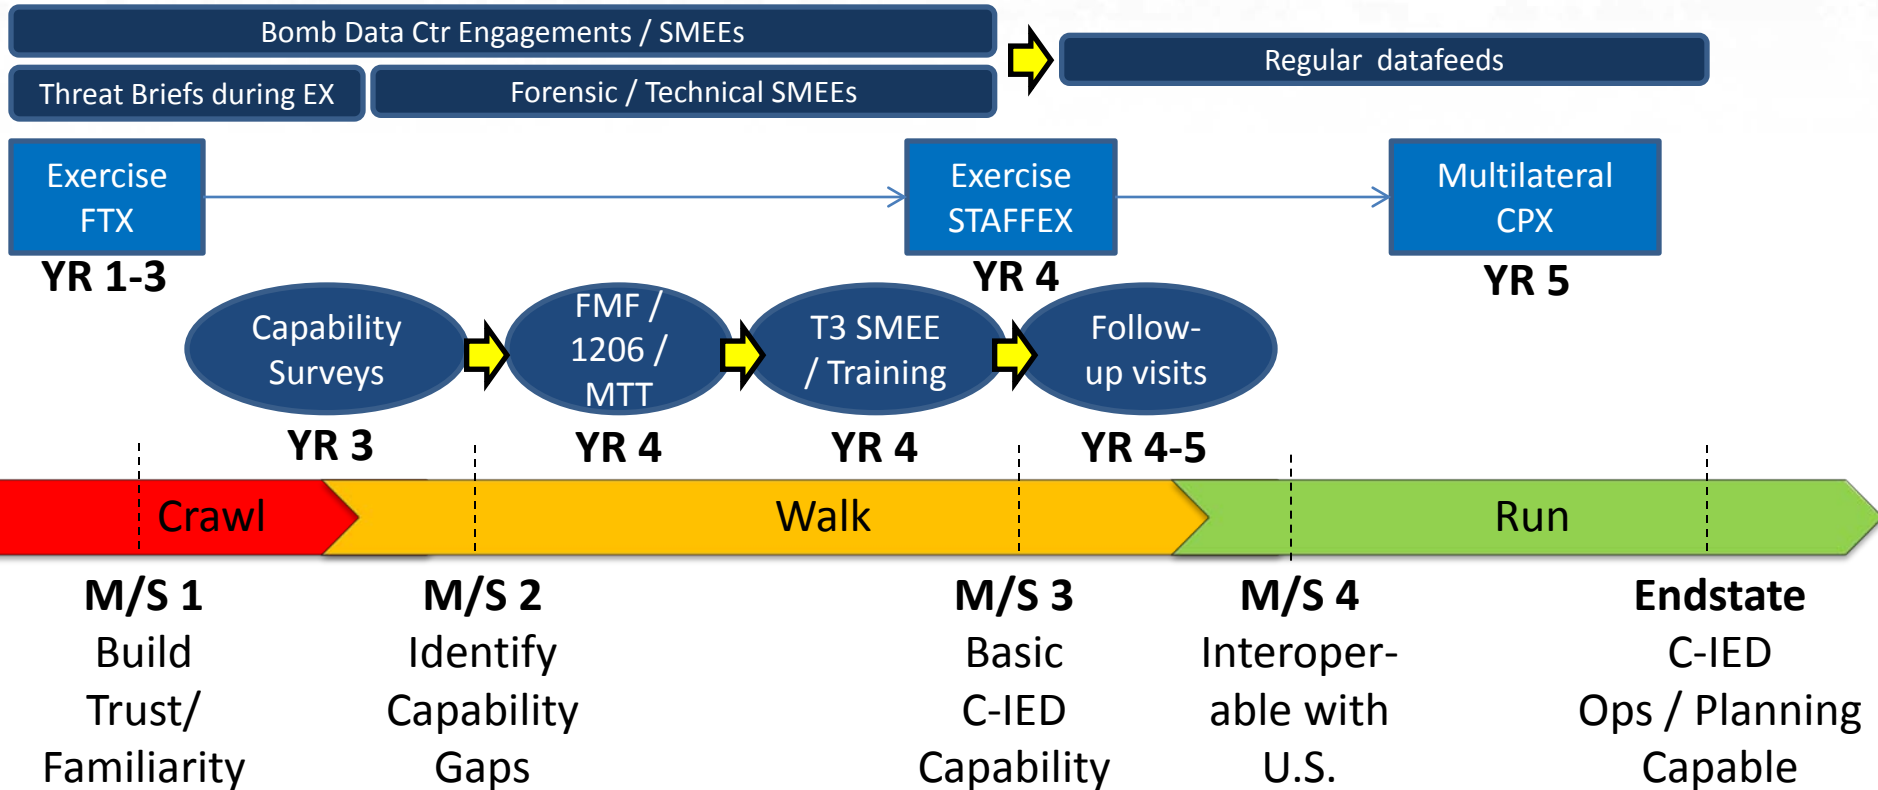 Bomb Data Ctr Engagements / SMEEs
Regular datafeeds
Threat Briefs during EX
Forensic / Technical SMEEs
Exercise
FTX
YR 1-3
Exercise
STAFFEX
YR 4
Multilateral
CPX
YR 5
Capability
Surveys
YR 3
FMF /
1206 /
MTT
YR 4
T3 SMEE
/ Training
YR 4
Follow-
up visits
YR 4-5
Crawl
Walk
Run
M/S 1
Build
Trust/
Familiarity
M/S 2
Identify
Capability
Gaps
M/S 3
Basic
C-IED
Capability
M/S 4
Interoper-
able with
U.S.
Endstate
C-IED
Ops / Planning
Capable